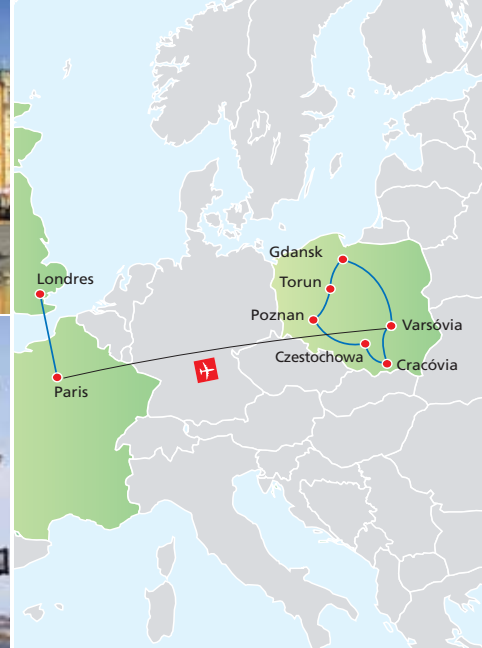 Gdansk
Londres
Torun
Poznan
Varsóvia
Czestochowa
Cracóvia
Paris